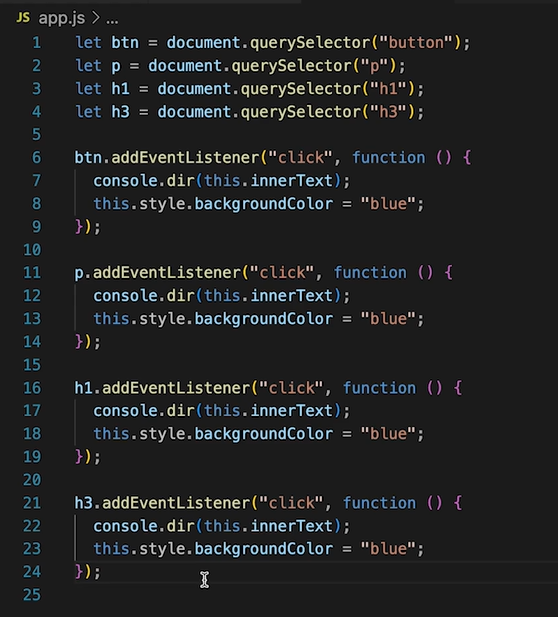 JS app.js > ...
1 let btn = document.querySelector("button");
2 let p = document.querySelector("p");
3 let h1 = document.querySelector("h1");
4 let h3 = document.querySelector("h3");
5
6 btn.addEventListener("click", function () {
7 console.dir(this.innerText);
8 this.style.backgroundColor = "blue";
9 });
10
11 p.addEventListener("click", function () {
12 console.dir(this.innerText);
13 this.style.backgroundColor = "blue";
14 });
15
16 h1.addEventListener("click", function () {
17 console.dir(this.innerText);
18 this.style.backgroundColor = "blue";
19 });
20
21 h3.addEventListener("click", function () {
22 console.dir(this.innerText);
23 this.style.backgroundColor = "blue";
24 });
25